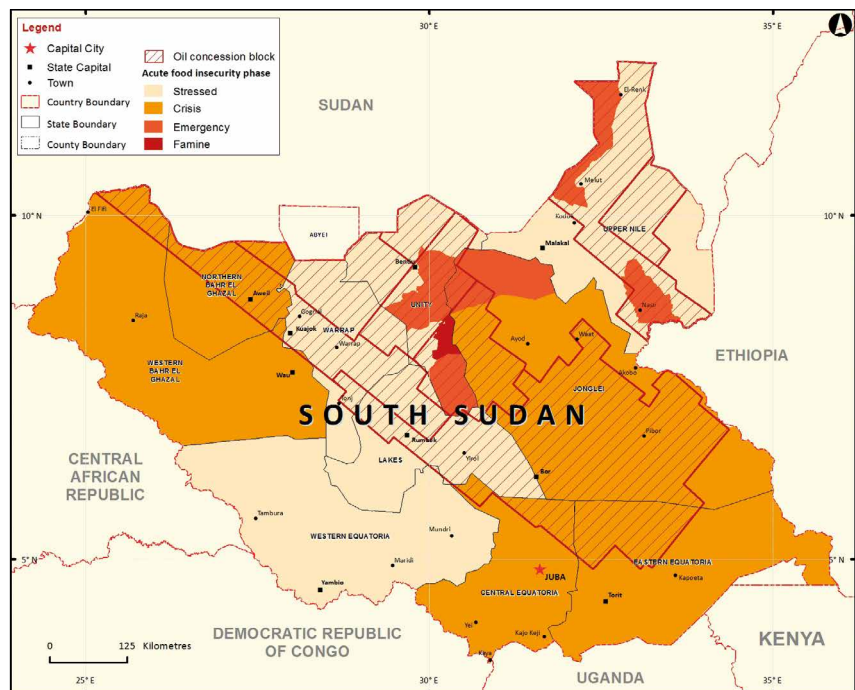 Legend
Capital City
State Capital
Town
Country Boundary
State Boundary
County Boundary
Oil concession block
Acute food insecurity phase
Stressed
Crisis
Emergency
Famine
30° E
35° E
SUDAN
El-Renk
Melut
10° N
10° N
Kodok
UPPER NILE
Malakal
ABYEI
Bentiu
NORTHERN
BAHR EL
GHAZAL
Aweil
UNITY
Nasir
Gogrial
Kuajok
WARRAP
Warrap
Raja
Ayod
Waat
ETHIOPIA
WESTERN
BAHR EL
GHAZAL
Wau
Akobo
JONGLEI
Tonj
SOUTH SUDAN
Rumbek
Pibor
LAKES
Yirol
Bor
CENTRAL
AFRICAN
REPUBLIC
Tambura
WESTERN EQUATORIA
Mundri
5° N
5° N
Maridi
JUBA
EASTERN EQUATORIA
Kapoeta
Yambio
CENTRAL EQUATORIA
Torit
Yei
Kajo Keji
DEMOCRATIC REPUBLIC
OF CONGO
KENYA
Kaya
UGANDA
0 125 Kilometres
25° E
30° E
35° E